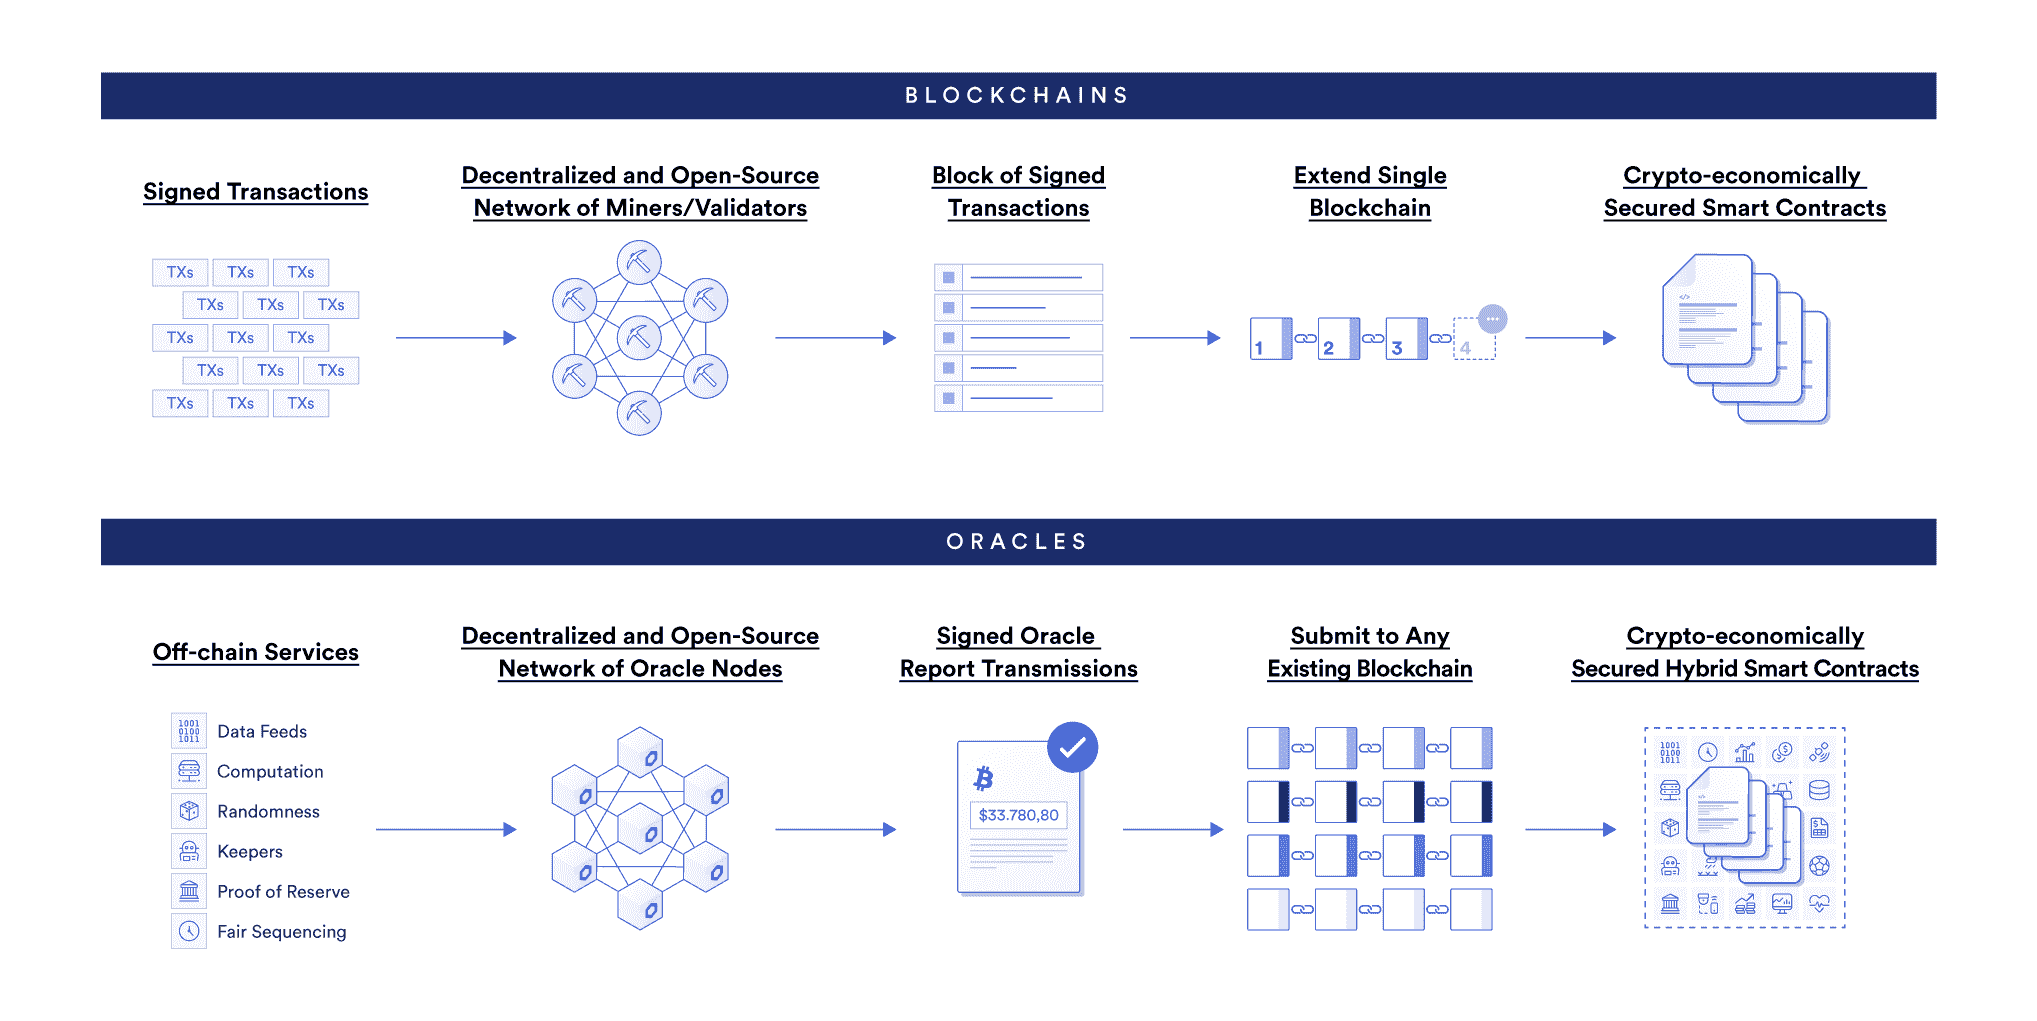 BLOCKCHAINS
Signed Transactions
Decentralized and Open-Source
Network of Miners/Validators
Block of Signed
Transactions
Extend Single
Blockchain
Crypto-economically
Secured Smart Contracts
TXs TXs TXs
TXs TXs TXs
TXs TXs TXs
TXs TXs TXs
TXs TXs TXs
1 2 3 4
</>
ORACLES
Off-chain Services
Decentralized and Open-Source
Network of Oracle Nodes
Signed Oracle
Report Transmissions
Submit to Any
Existing Blockchain
Crypto-economically
Secured Hybrid Smart Contracts
1001
0100
1011
Data Feeds
Computation
Randomness
Keepers
Proof of Reserve
Fair Sequencing
$33.780,80
1001
0100
1011